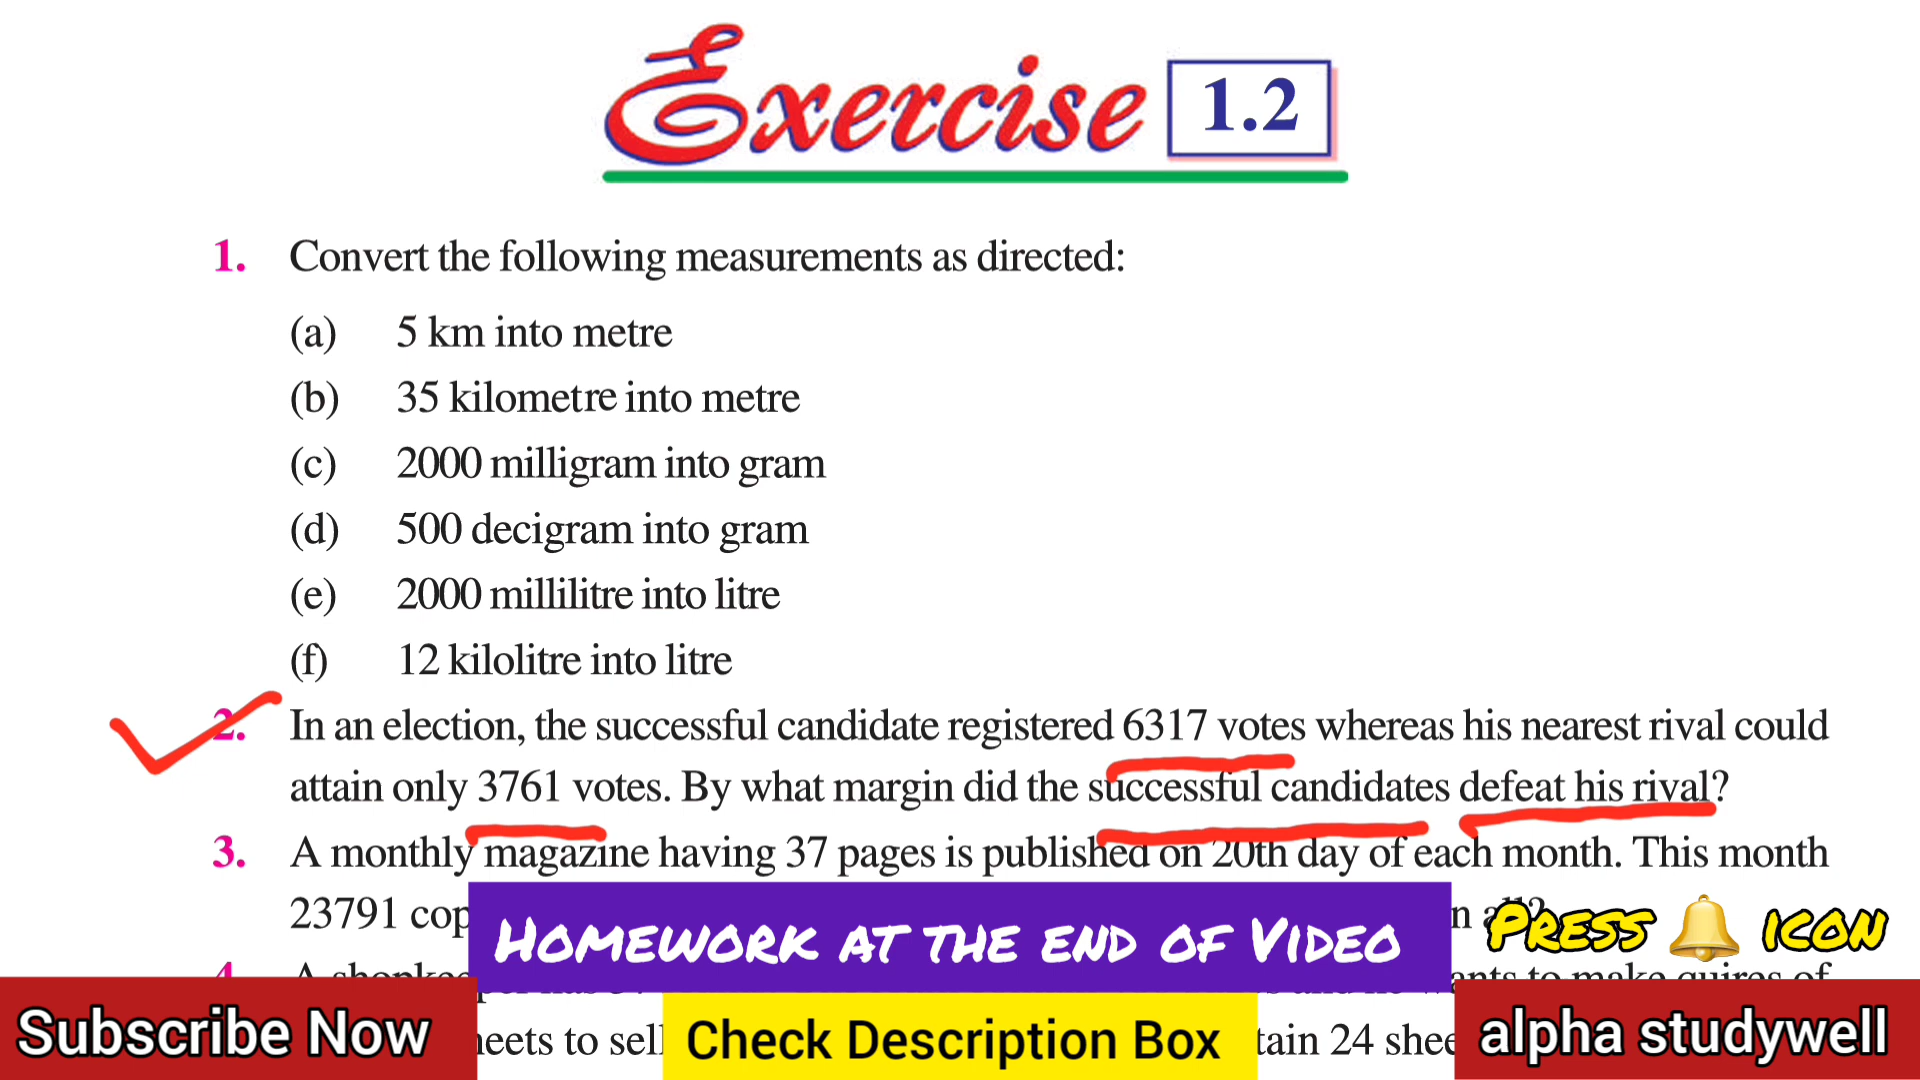 Exercise 1.2
1. Convert the following measurements as directed:
(a) 5 km into metre
(b) 35 kilometre into metre
(c) 2000 milligram into gram
(d) 500 decigram into gram
(e) 2000 millilitre into litre
(f) 12 kilolitre into litre
2. In an election, the successful candidate registered 6317 votes whereas his nearest rival could
attain only 3761 votes. By what margin did the successful candidates defeat his rival?
3. A monthly magazine having 37 pages is published on 20th day of each month. This month
23791
Homework at the end of Video
Press icon
to make quires of
Subscribe Now
to sell
Check Description Box
24
alpha studywell